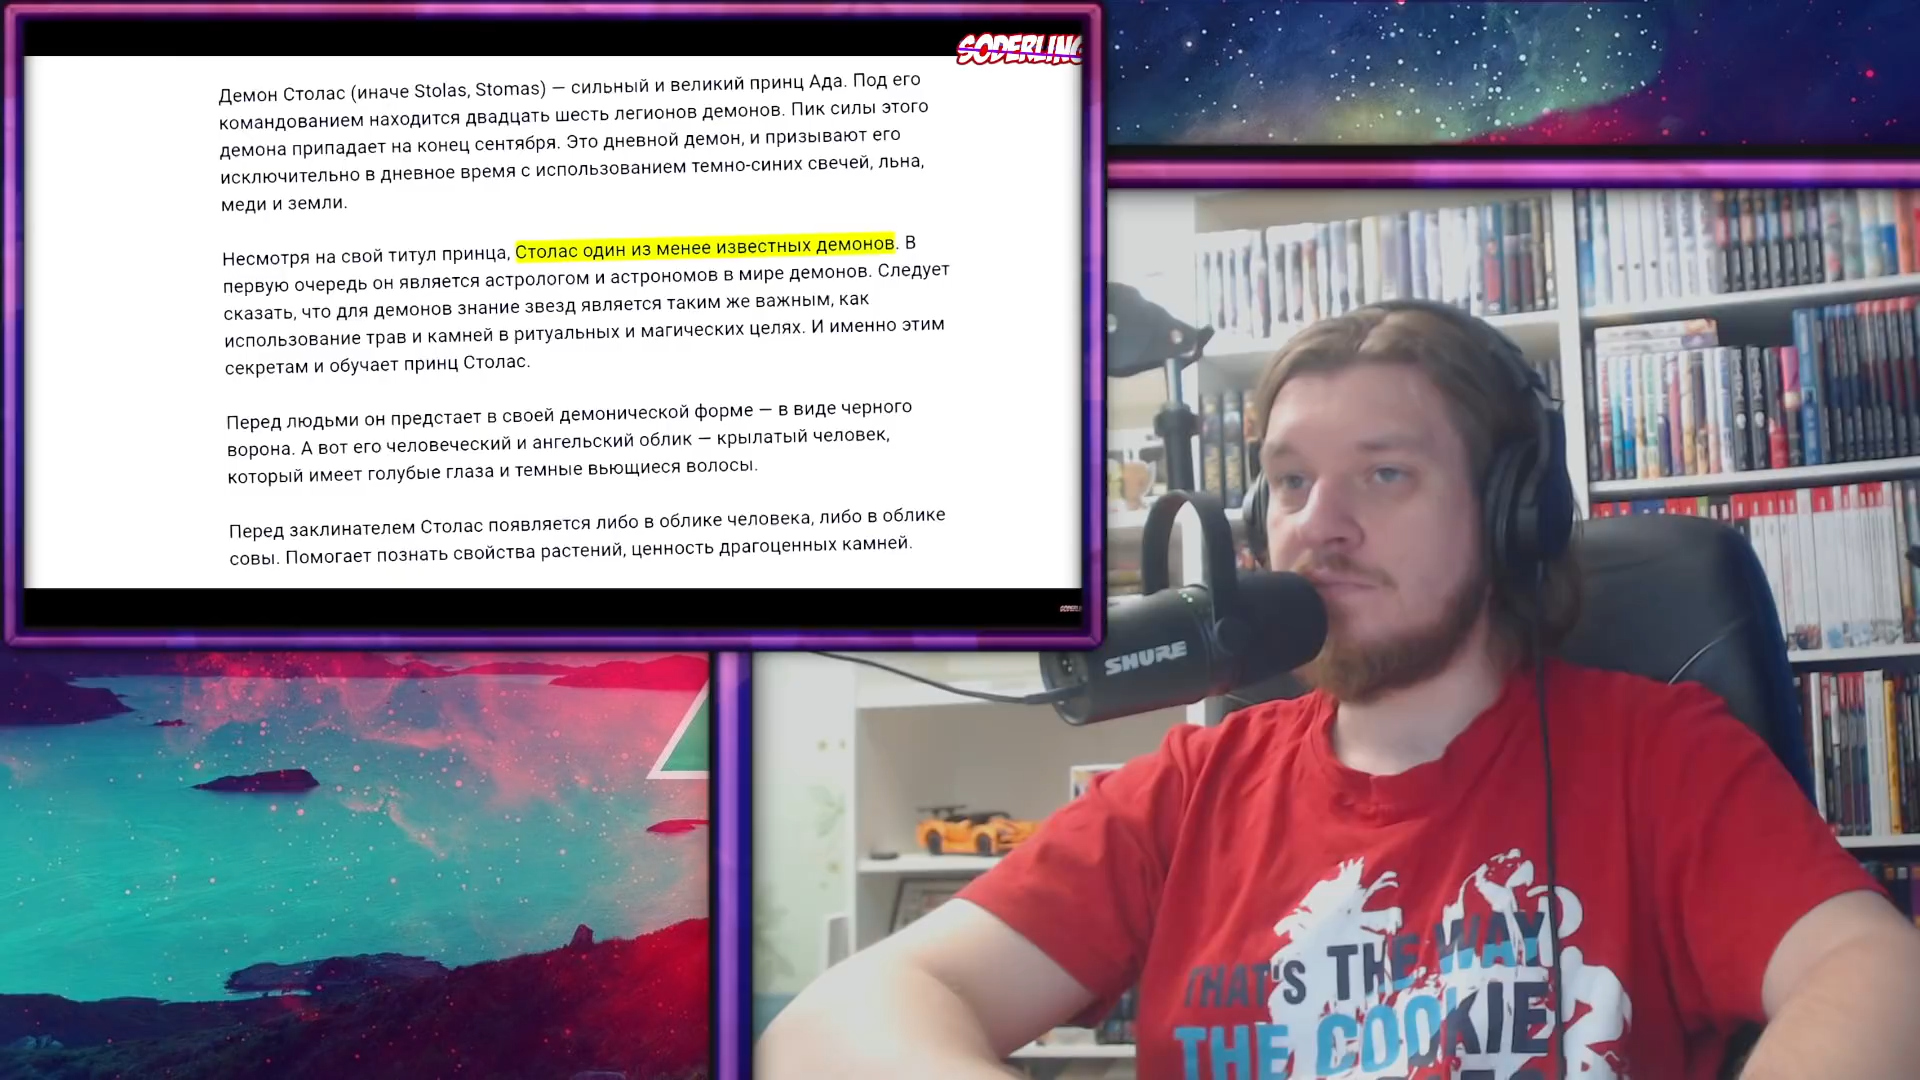 SODERLING
Демон Столас (иначе Stolas, Stomas) — сильный и великий принц Ада. Под его
командованием находится двадцать шесть легионов демонов. Пик силы этого
демона припадает на конец сентября. Это дневной демон, и призывают его
исключительно в дневное время с использованием темно-синих свечей, льна,
меди и земли.
Несмотря на свой титул принца, Столас один из менее известных демонов. В
первую очередь он является астрологом и астрономов в мире демонов. Следует
сказать, что для демонов знание звезд является таким же важным, как
использование трав и камней в ритуальных и магических целях. И именно этим
секретам и обучает принц Столас.
Перед людьми он предстает в своей демонической форме — в виде черного
ворона. А вот его человеческий и ангельский облик — крылатый человек,
который имеет голубые глаза и темные вьющиеся волосы.
Перед заклинателем Столас появляется либо в облике человека, либо в облике
совы. Помогает познать свойства растений, ценность драгоценных камней.
SHURE
THAT'S THE WAY
THE COOKIE